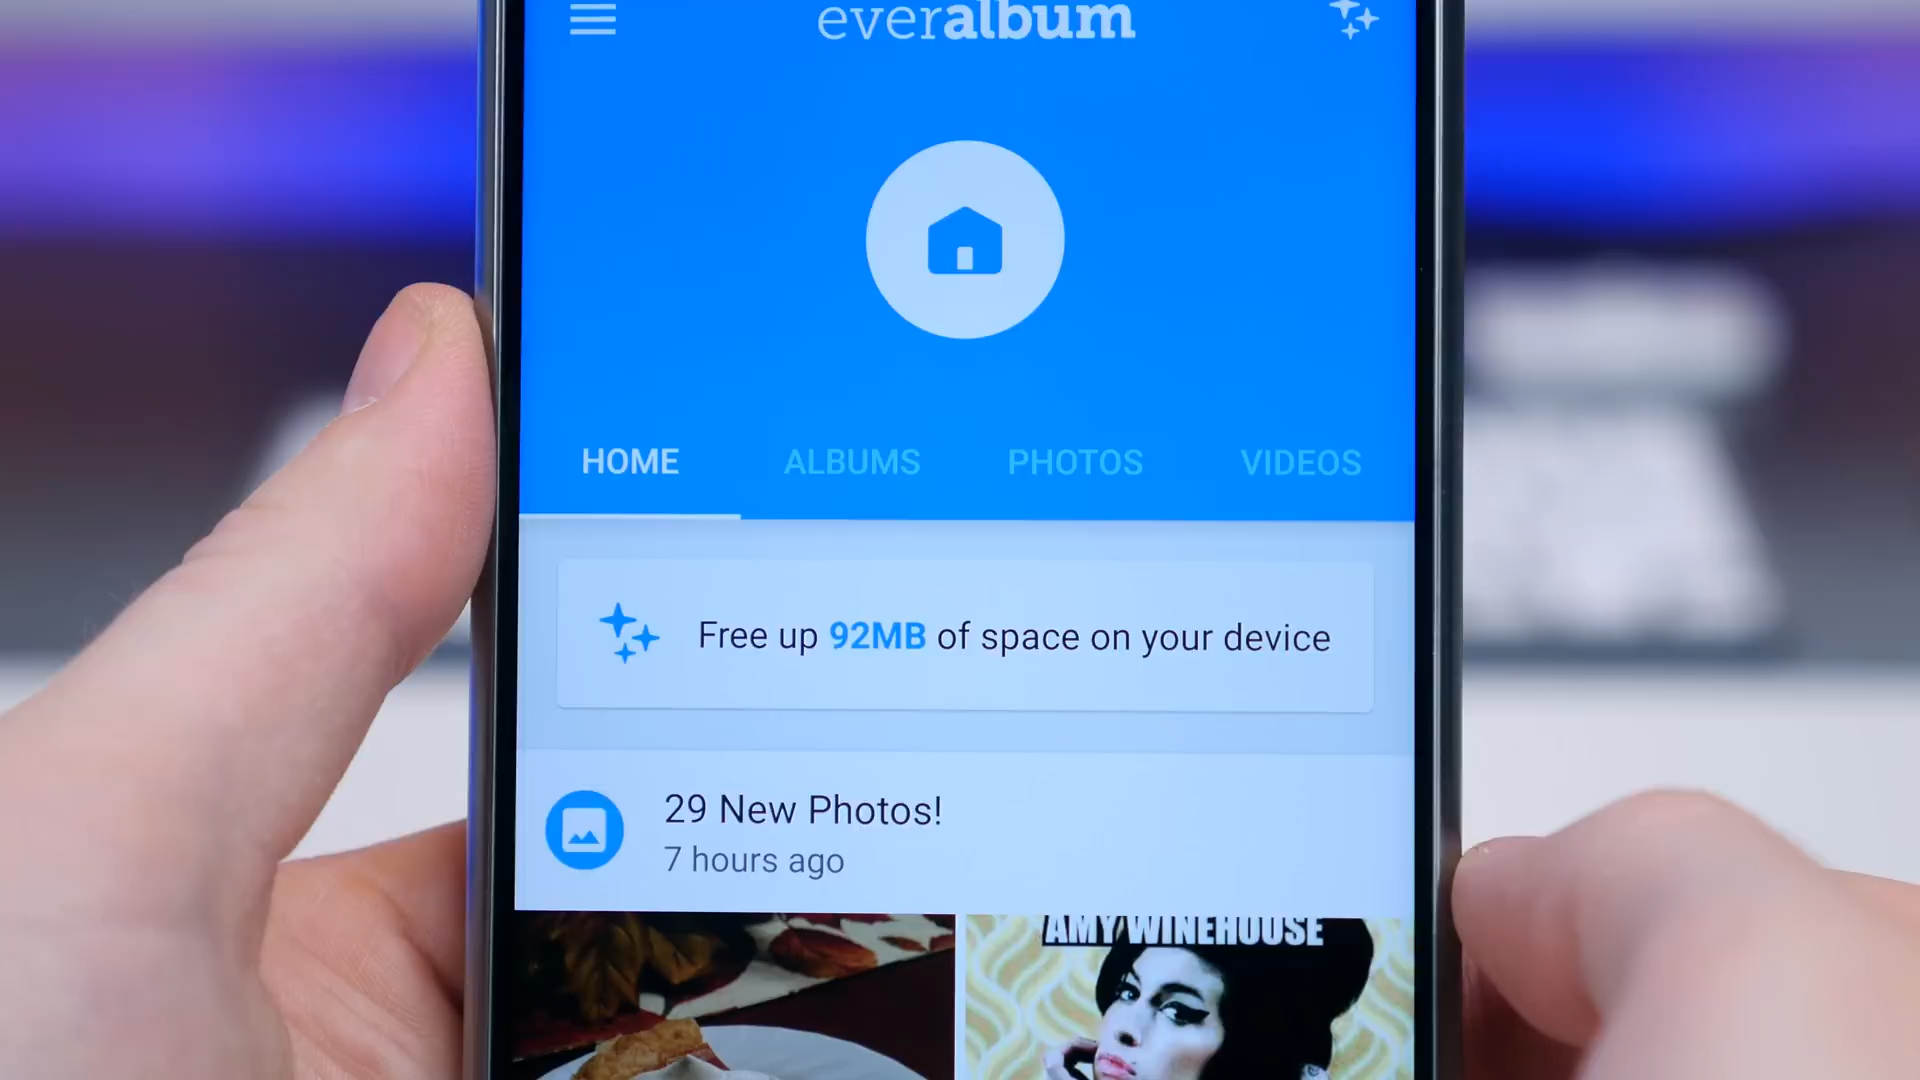 everalbum
HOME ALBUMS PHOTOS VIDEOS
Free up 92MB of space on your device
29 New Photos!
7 hours ago
AMY WINEHOUSE